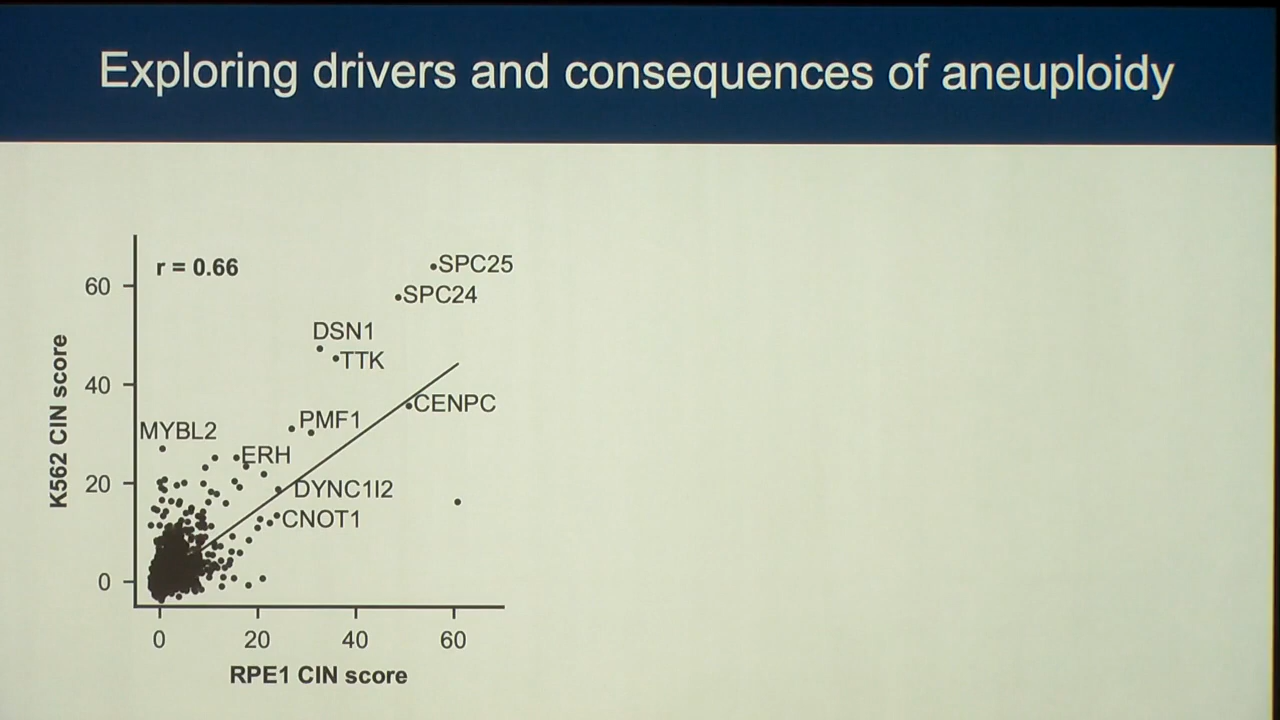 Exploring drivers and consequences of aneuploidy
r = 0.66
SPC25
SPC24
DSN1
TTK
CENPC
PMF1
MYBL2
ERH
DYNC1I2
CNOT1
60
40
20
0
K562 CIN score
0 20 40 60
RPE1 CIN score